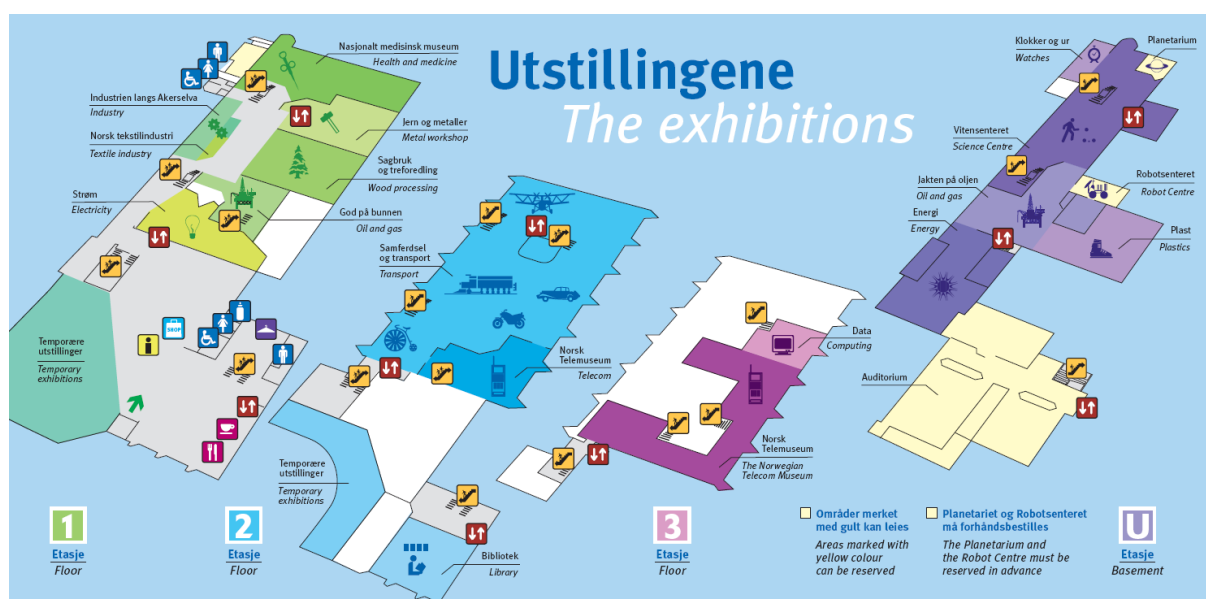 Utstillingene
The exhibitions
Nasjonalt medisinsk museum
Health and medicine
Industrien langs Akerselva
Industry
Norsk tekstilindustri
Textile industry
Jern og metaller
Metal workshop
Sagbruk
og treforedling
Wood processing
Strøm
Electricity
God på bunnen
Oil and gas
Temporære
utstillinger
Temporary
exhibitions
SHOP
1
Etasje
Floor
Samferdsel
og transport
Transport
Norsk
Telemuseum
Telecom
Temporære
utstillinger
Temporary
exhibitions
Bibliotek
Library
2
Etasje
Floor
Data
Computing
Norsk
Telemuseum
The Norwegian
Telecom Museum
3
Etasje
Floor
Klokker og ur
Watches
Planetarium
Vitensenteret
Science Centre
Jakten på oljen
Oil and gas
Robotsenteret
Robot Centre
Energi
Energy
Plast
Plastics
Auditorium
Områder merket
med gult kan leies
Areas marked with
yellow colour
can be reserved
Planetariet og Robotsenteret
må forhåndsbestilles
The Planetarium and
the Robot Centre must be
reserved in advance
U
Etasje
Basement